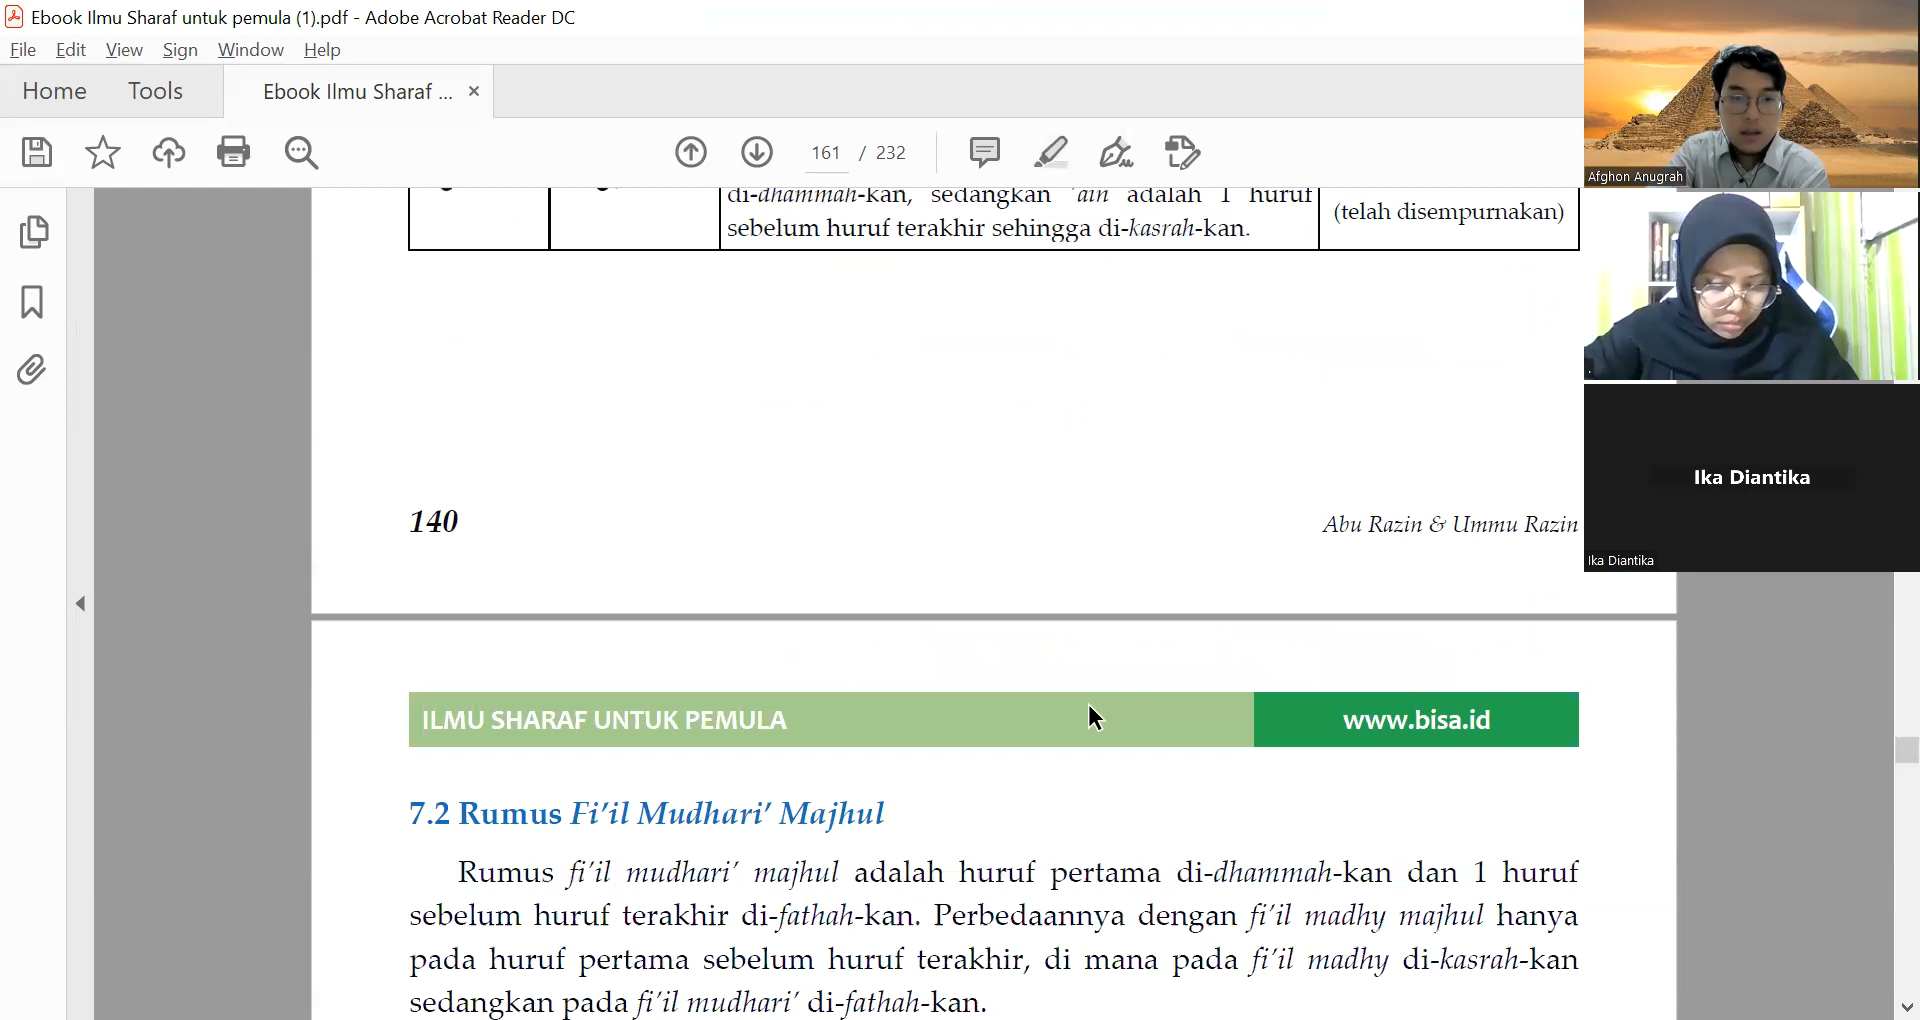 Ebook Ilmu Sharaf untuk pemula (1).pdf - Adobe Acrobat Reader DC
File Edit View Sign Window Help
Home Tools Ebook Ilmu Sharaf ... ×
161 / 232
di-dhammah-kan, sedangkan 'ain adalah 1 huruf
sebelum huruf terakhir sehingga di-kasrah-kan.
(telah disempurnakan)
140
Abu Razin & Ummu Razin
ILMU SHARAF UNTUK PEMULA
www.bisa.id
7.2 Rumus Fi'il Mudhari' Majhul
Rumus fi'il mudhari' majhul adalah huruf pertama di-dhammah-kan dan 1 huruf
sebelum huruf terakhir di-fathah-kan. Perbedaannya dengan fi'il madhy majhul hanya
pada huruf pertama sebelum huruf terakhir, di mana pada fi'il madhy di-kasrah-kan
sedangkan pada fi'il mudhari' di-fathah-kan.
Afghon Anugrah
.
Ika Diantika
Ika Diantika